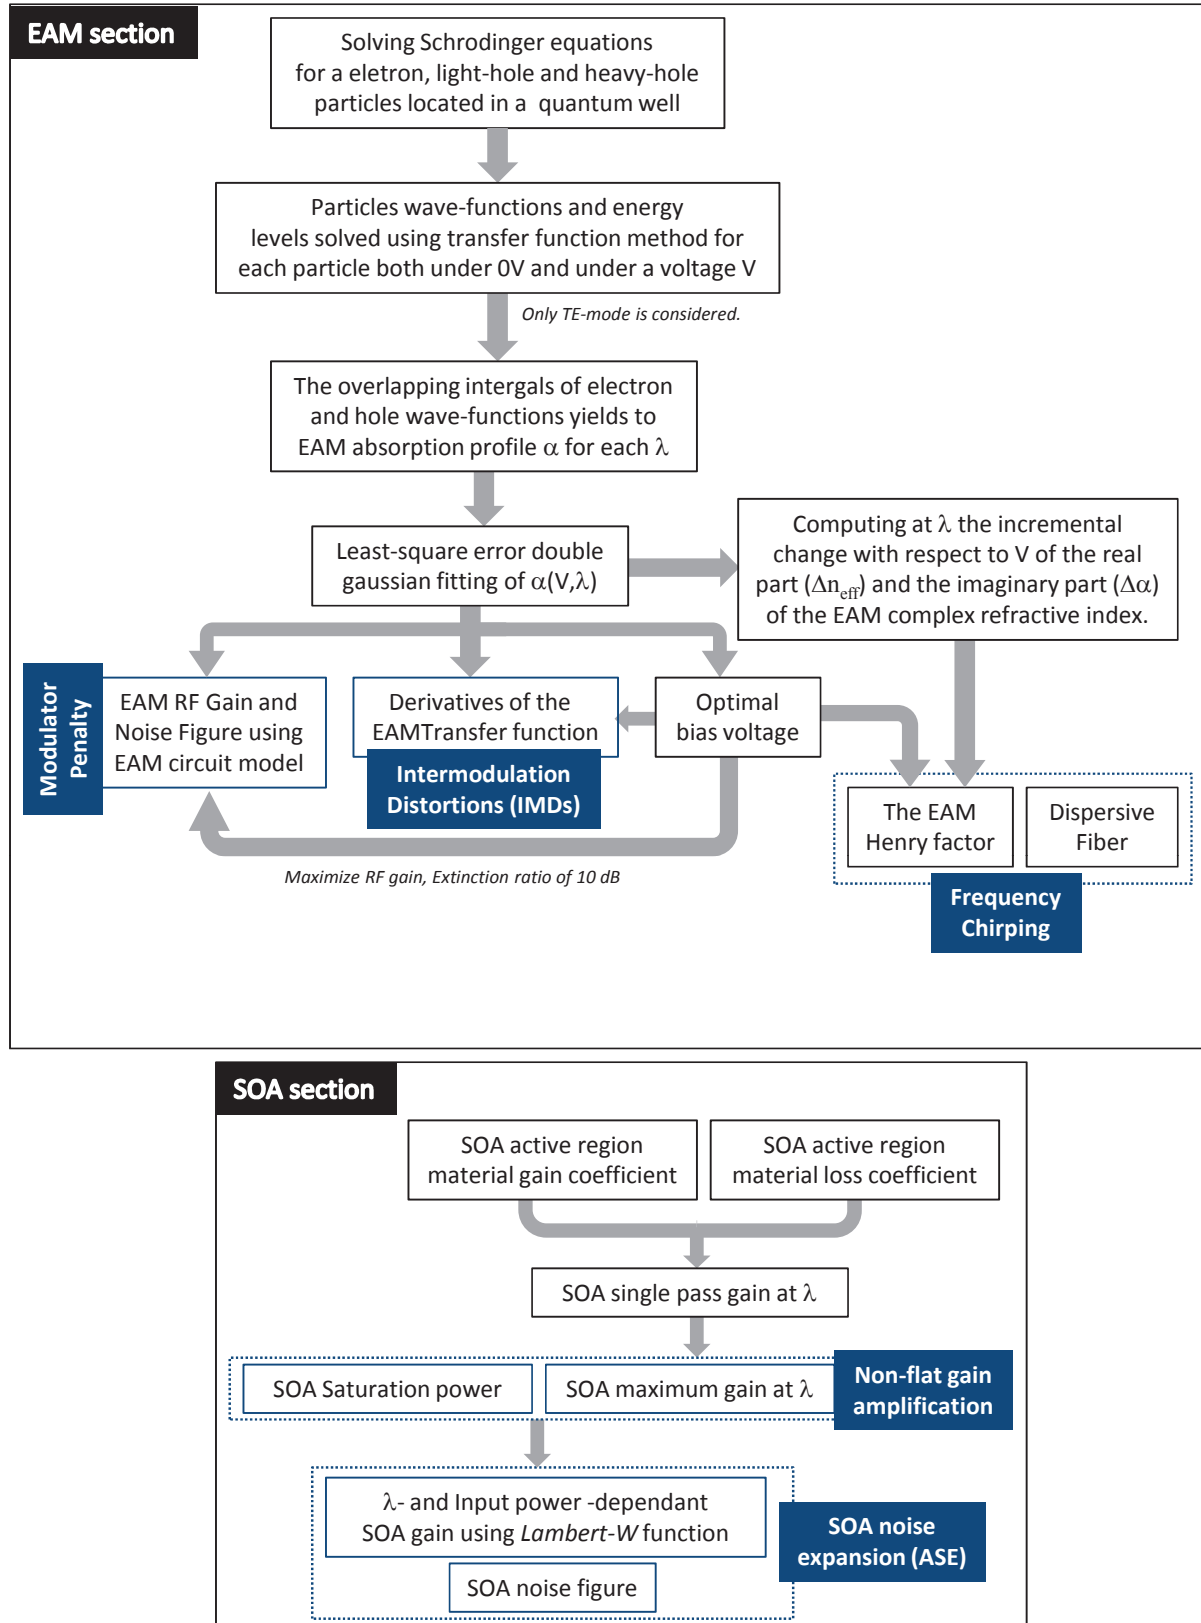 EAM section
Solving Schrodinger equations
for a eletron, light-hole and heavy-hole
particles located in a quantum well
Particles wave-functions and energy
levels solved using transfer function method for
each particle both under 0V and under a voltage V
Only TE-mode is considered.
The overlapping intergals of electron
and hole wave-functions yields to
EAM absorption profile α for each λ
Least-square error double
gaussian fitting of α(V,λ)
Computing at λ the incremental
change with respect to V of the real
part (Δn_eff) and the imaginary part (Δα)
of the EAM complex refractive index.
Modulator
Penalty
EAM RF Gain and
Noise Figure using
EAM circuit model
Derivatives of the
EAMTransfer function
Intermodulation
Distortions (IMDs)
Optimal
bias voltage
Maximize RF gain, Extinction ratio of 10 dB
The EAM
Henry factor
Dispersive
Fiber
Frequency
Chirping
SOA section
SOA active region
material gain coefficient
SOA active region
material loss coefficient
SOA single pass gain at λ
SOA Saturation power
SOA maximum gain at λ
Non-flat gain
amplification
λ- and Input power -dependant
SOA gain using Lambert-W function
SOA noise figure
SOA noise
expansion (ASE)